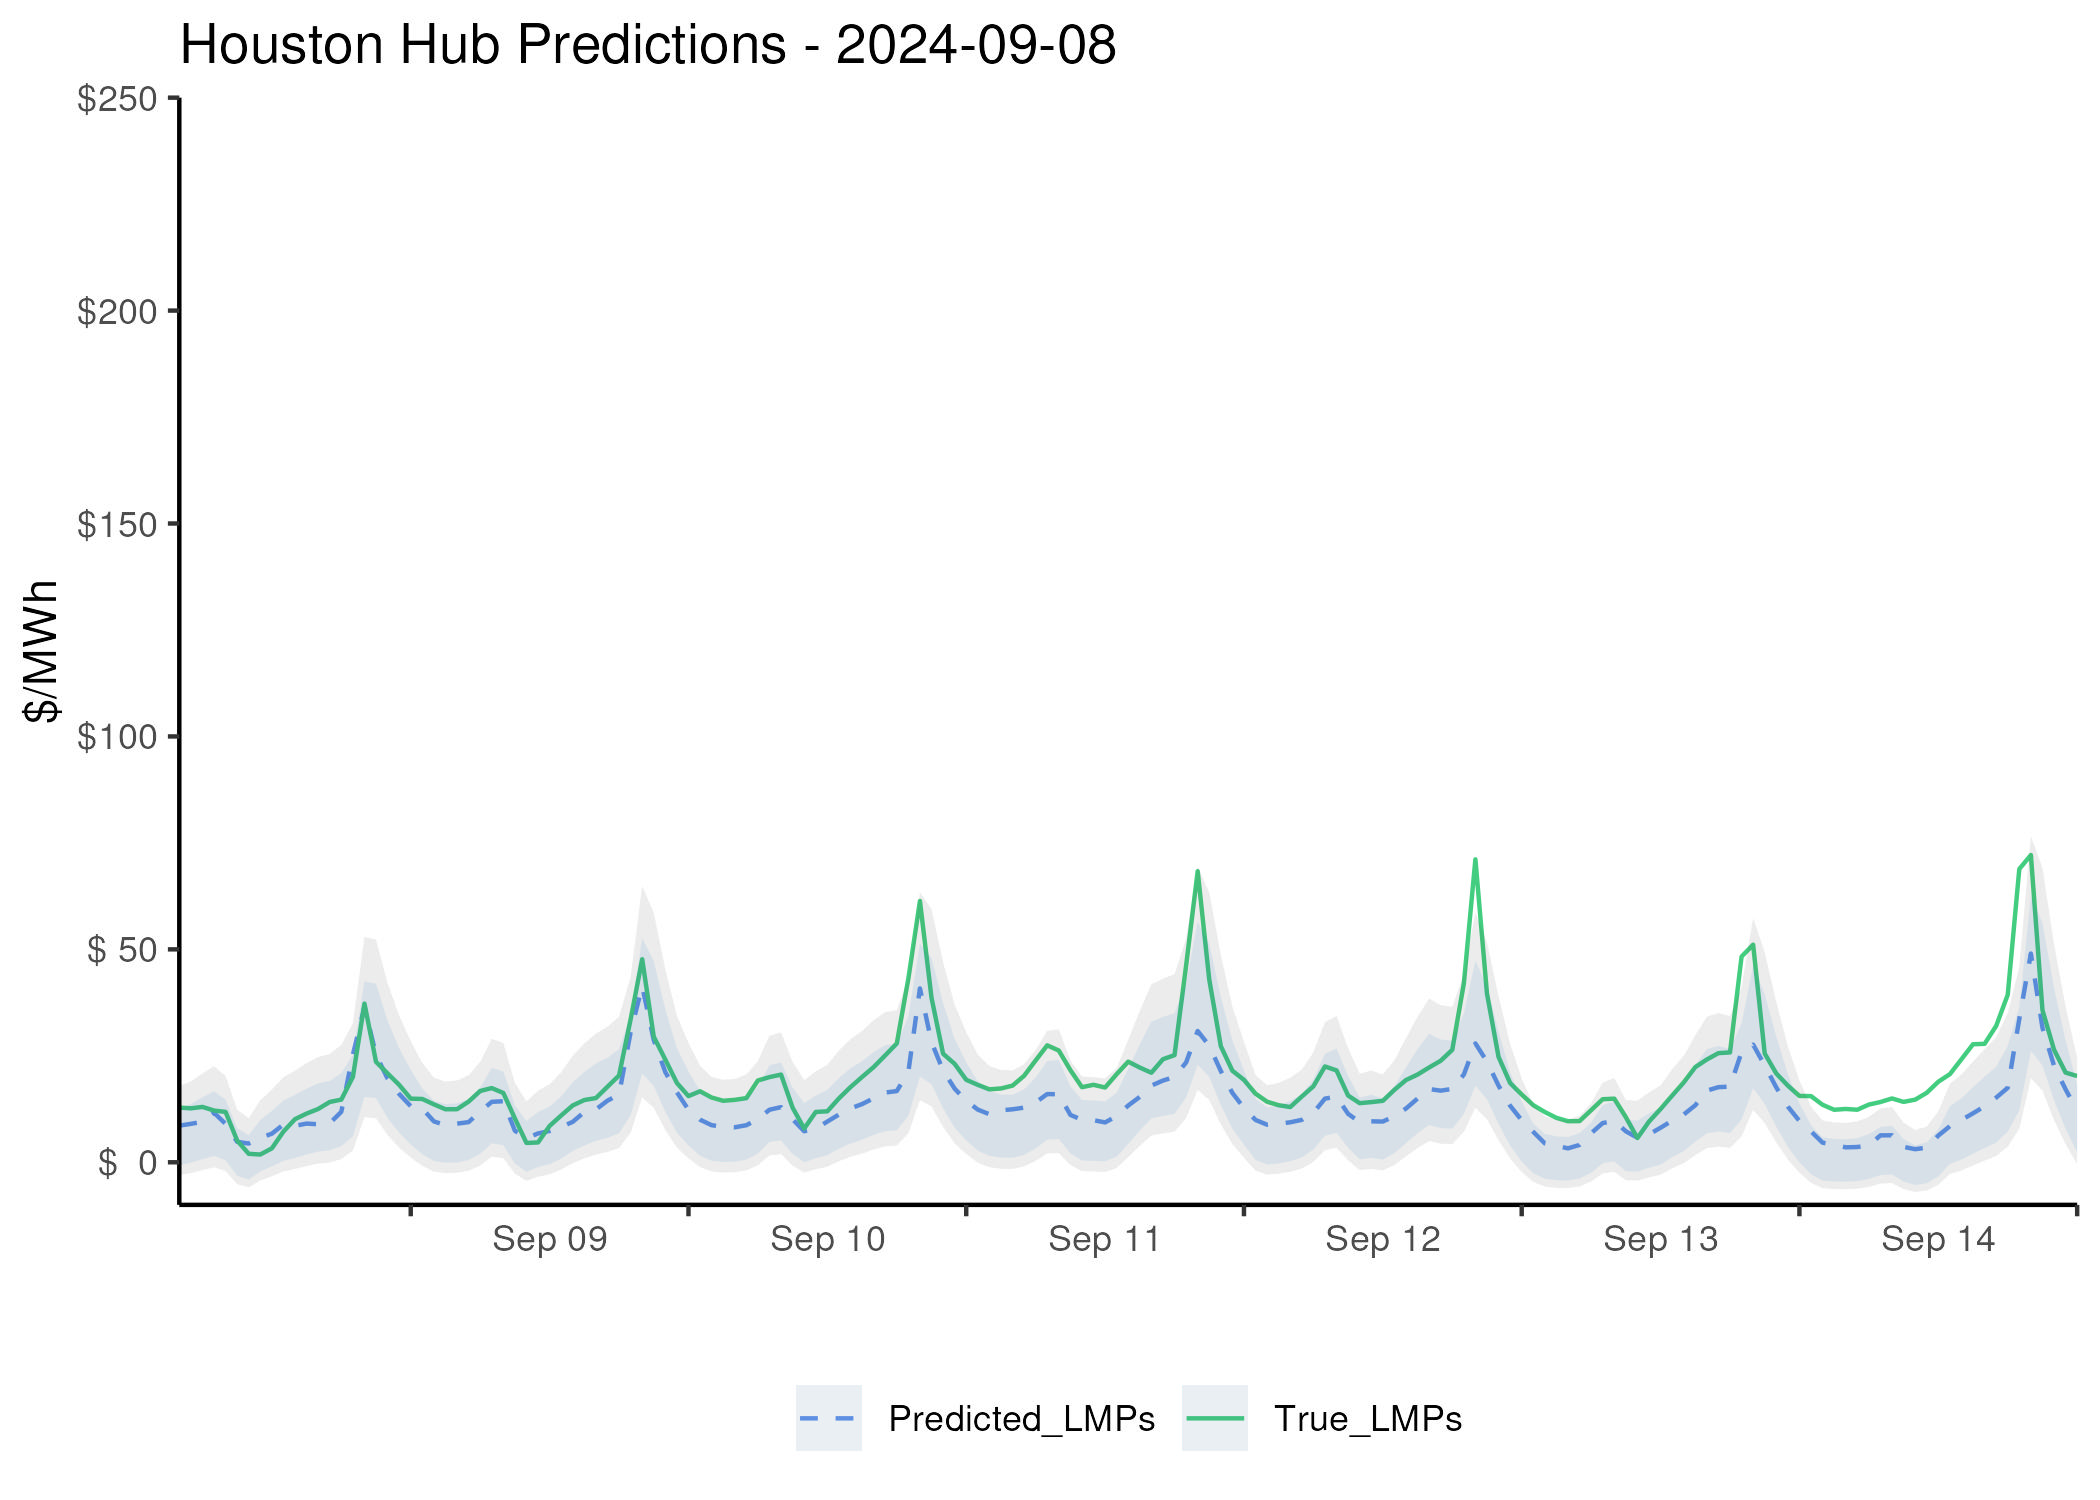 Houston Hub Predictions - 2024-09-08
$250
$200
$150
$100
$ 50
$ 0
$/MWh
Sep 09 Sep 10 Sep 11 Sep 12 Sep 13 Sep 14
Predicted_LMPs True_LMPs